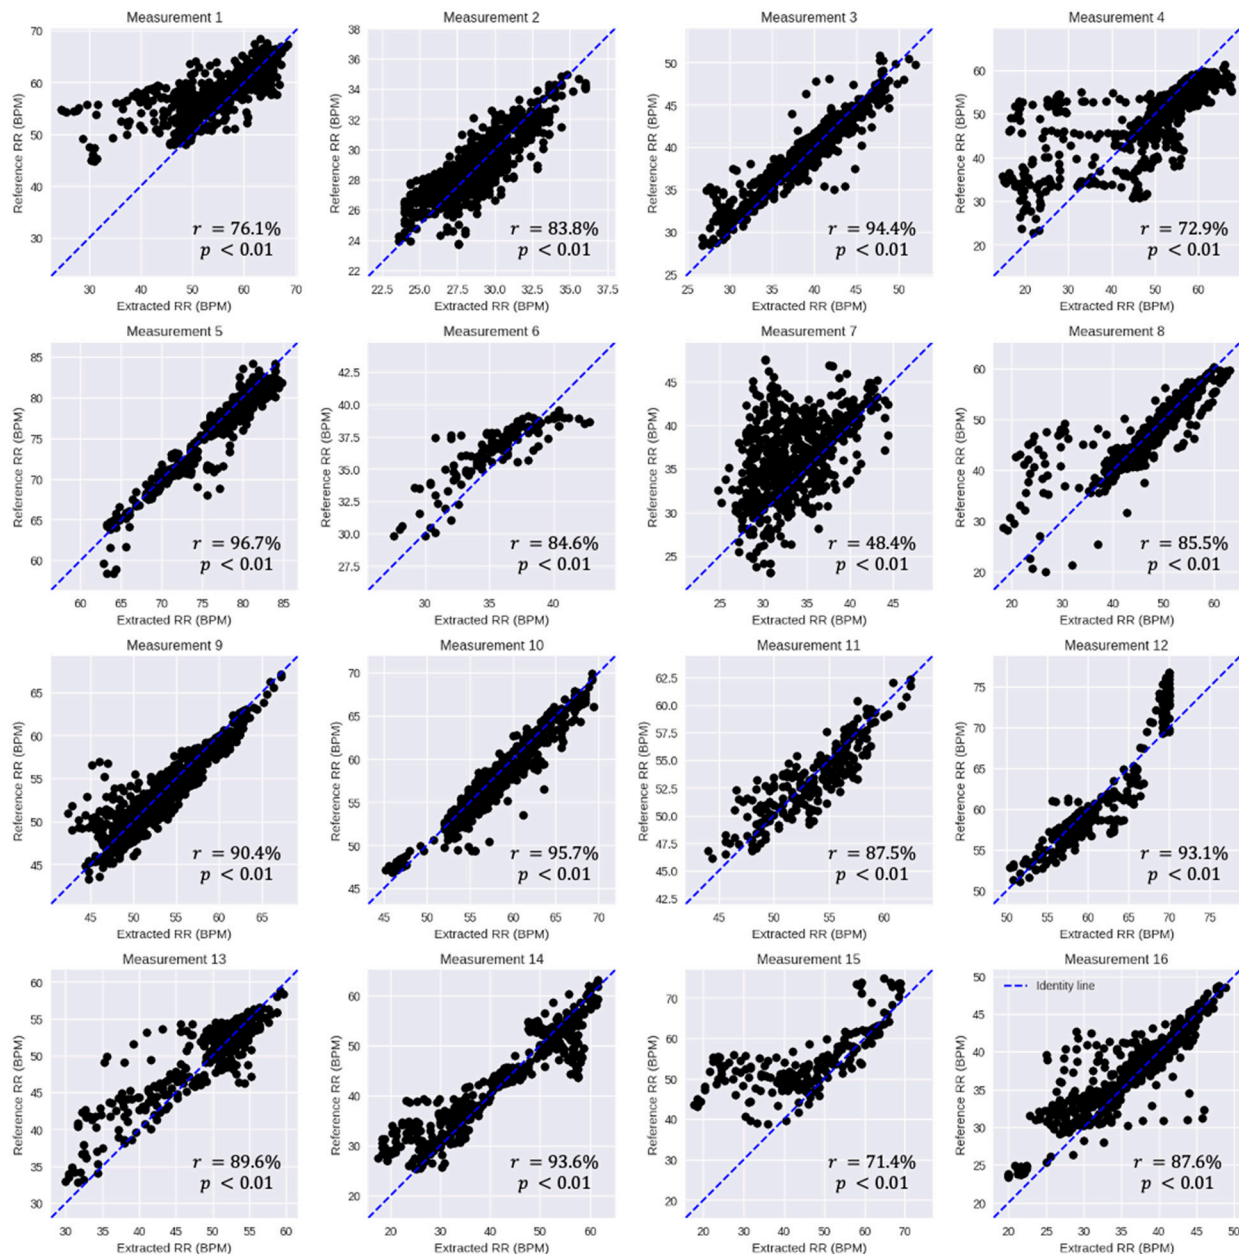 Measurement 1
70
60
50
40
30
30 40 50 60 70
Reference RR (BPM)
Extracted RR (BPM)
r = 76.1%
p < 0.01
Measurement 2
38
36
34
32
30
28
26
24
22
22.5 25.0 27.5 30.0 32.5 35.0 37.5
Reference RR (BPM)
Extracted RR (BPM)
r = 83.8%
p < 0.01
Measurement 3
50
45
40
35
30
25
25 30 35 40 45 50
Reference RR (BPM)
Extracted RR (BPM)
r = 94.4%
p < 0.01
Measurement 4
60
50
40
30
20
20 30 40 50 60
Reference RR (BPM)
Extracted RR (BPM)
r = 72.9%
p < 0.01
Measurement 5
85
80
75
70
65
60
60 65 70 75 80 85
Reference RR (BPM)
Extracted RR (BPM)
r = 96.7%
p < 0.01
Measurement 6
42.5
40.0
37.5
35.0
32.5
30.0
27.5
30 35 40
Reference RR (BPM)
Extracted RR (BPM)
r = 84.6%
p < 0.01
Measurement 7
45
40
35
30
25
25 30 35 40 45
Reference RR (BPM)
Extracted RR (BPM)
r = 48.4%
p < 0.01
Measurement 8
60
50
40
30
20
20 30 40 50 60
Reference RR (BPM)
Extracted RR (BPM)
r = 85.5%
p < 0.01
Measurement 9
65
60
55
50
45
45 50 55 60 65
Reference RR (BPM)
Extracted RR (BPM)
r = 90.4%
p < 0.01
Measurement 10
70
65
60
55
50
45
45 50 55 60 65 70
Reference RR (BPM)
Extracted RR (BPM)
r = 95.7%
p < 0.01
Measurement 11
62.5
60.0
57.5
55.0
52.5
50.0
47.5
45.0
42.5
45 50 55 60
Reference RR (BPM)
Extracted RR (BPM)
r = 87.5%
p < 0.01
Measurement 12
75
70
65
60
55
50
50 55 60 65 70 75
Reference RR (BPM)
Extracted RR (BPM)
r = 93.1%
p < 0.01
Measurement 13
60
55
50
45
40
35
30
30 35 40 45 50 55 60
Reference RR (BPM)
Extracted RR (BPM)
r = 89.6%
p < 0.01
Measurement 14
60
50
40
30
20
20 30 40 50 60
Reference RR (BPM)
Extracted RR (BPM)
r = 93.6%
p < 0.01
Measurement 15
70
60
50
40
30
20
20 30 40 50 60 70
Reference RR (BPM)
Extracted RR (BPM)
r = 71.4%
p < 0.01
Measurement 16
Identity line
50
45
40
35
30
25
20
20 25 30 35 40 45 50
Reference RR (BPM)
Extracted RR (BPM)
r = 87.6%
p < 0.01